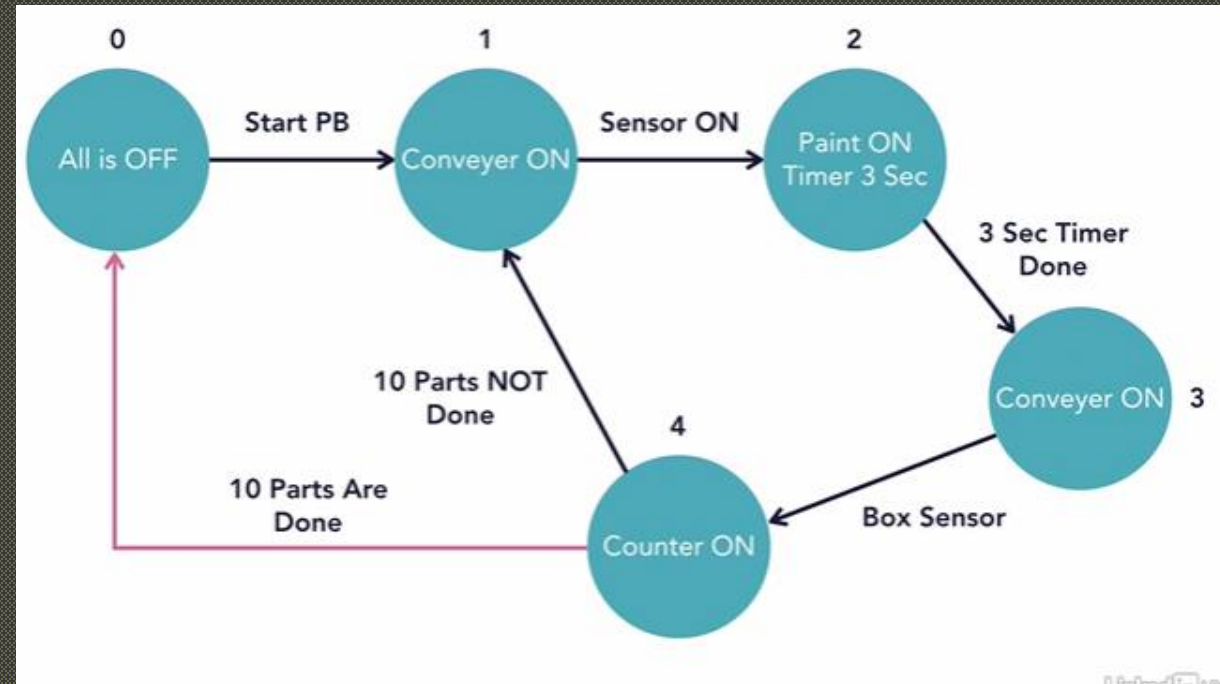 0
1
2
Start PB
Sensor ON
All is OFF
Conveyer ON
Paint ON
Timer 3 Sec
3 Sec Timer
Done
10 Parts NOT
Done
Conveyer ON
3
4
10 Parts Are
Done
Box Sensor
Counter ON